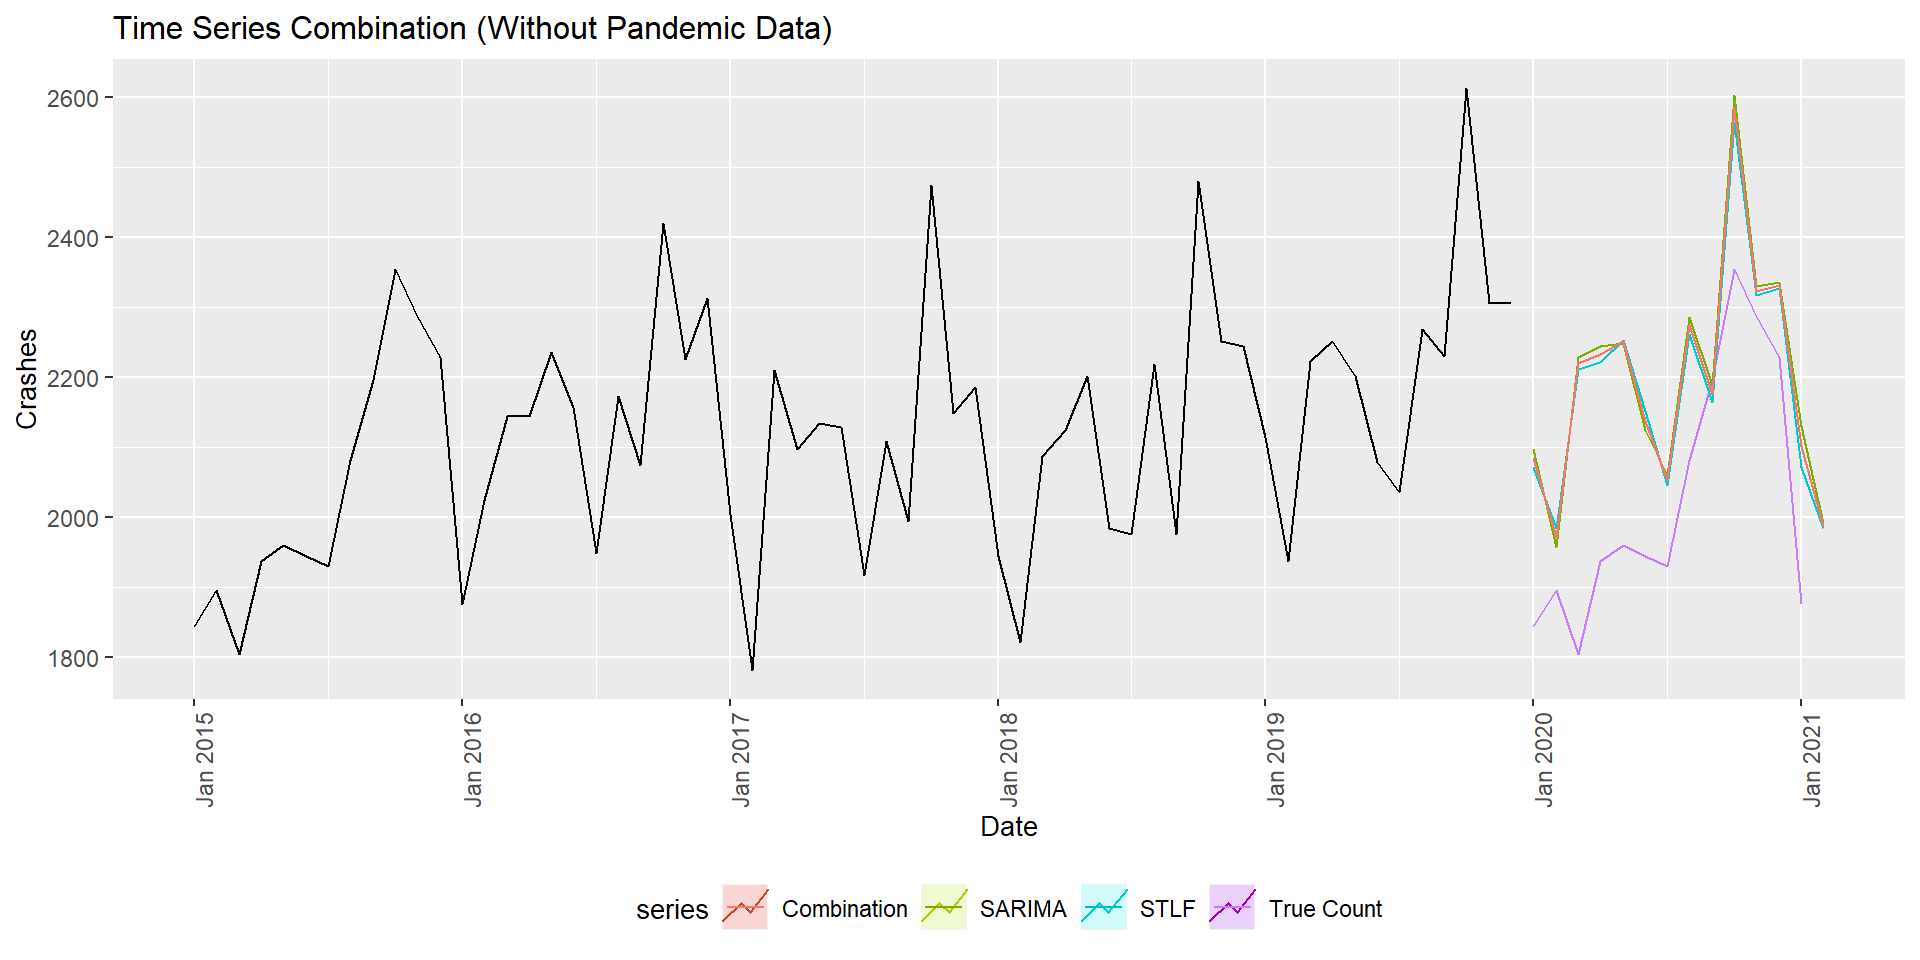 Time Series Combination (Without Pandemic Data)
2600
2400
2200
2000
1800
Crashes
Jan 2015
Jan 2016
Jan 2017
Jan 2018
Jan 2019
Jan 2020
Jan 2021
Date
series Combination SARIMA STLF True Count